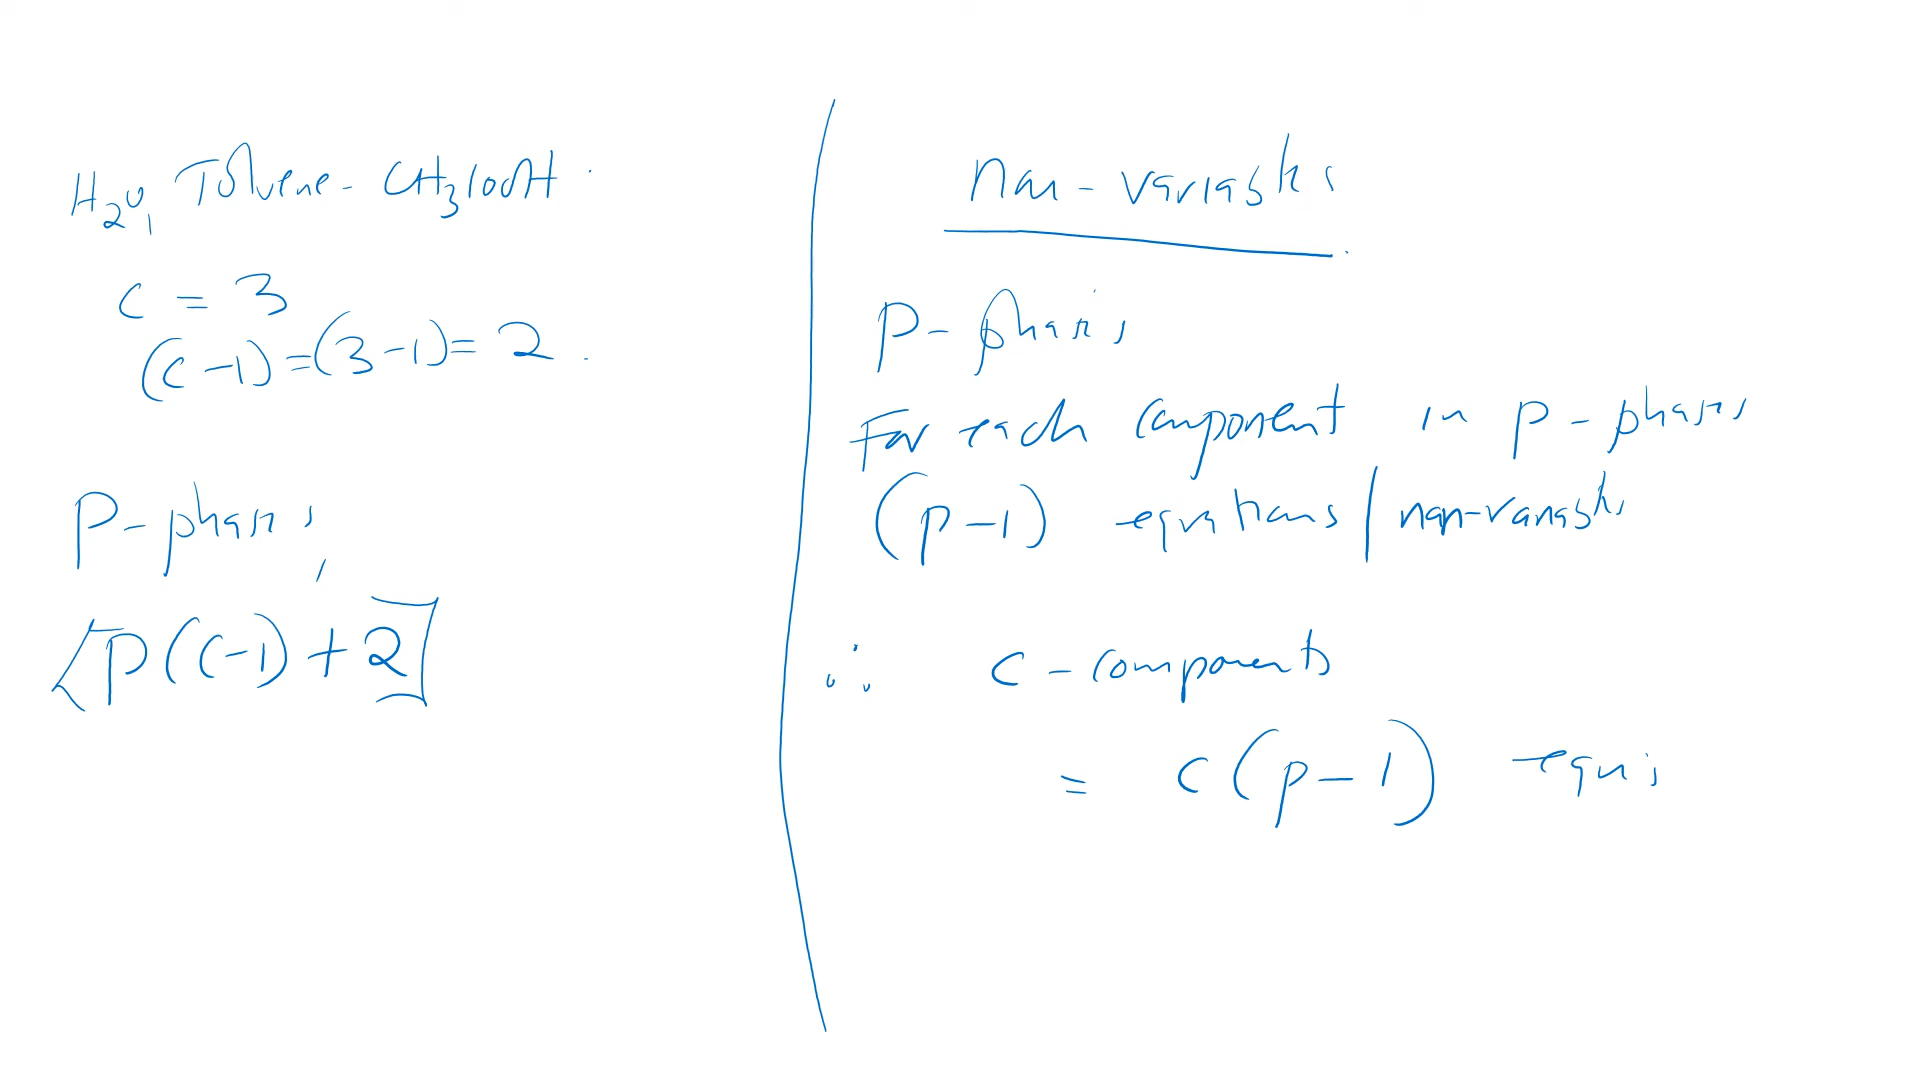 H2O, Toluene - CH3COOH.
C = 3
(C-1) = (3-1) = 2.
P-phases,
[P(C-1)+2]
Non-variables
P-phases
For each component in P-phases
(P-1) equations / non-variables
∴ C-components
= C(P-1) eqns